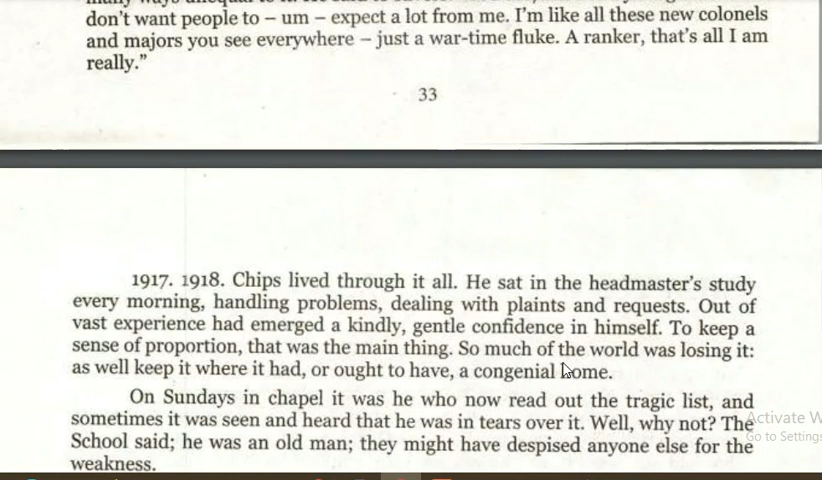 many ways unequal to
don't want people to – um – expect a lot from me. I'm like all these new colonels
and majors you see everywhere – just a war-time fluke. A ranker, that's all I am
really.”
33
1917. 1918. Chips lived through it all. He sat in the headmaster's study
every morning, handling problems, dealing with plaints and requests. Out of
vast experience had emerged a kindly, gentle confidence in himself. To keep a
sense of proportion, that was the main thing. So much of the world was losing it:
as well keep it where it had, or ought to have, a congenial home.
On Sundays in chapel it was he who now read out the tragic list, and
sometimes it was seen and heard that he was in tears over it. Well, why not? The
School said; he was an old man; they might have despised anyone else for the
weakness.
Activate W
Go to Settings